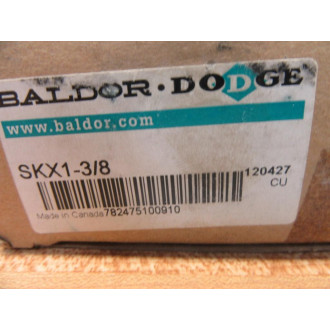 BALDOR · DODGE
www.baldor.com
SKX1-3/8
120427
CU
Made in Canada 782475100910